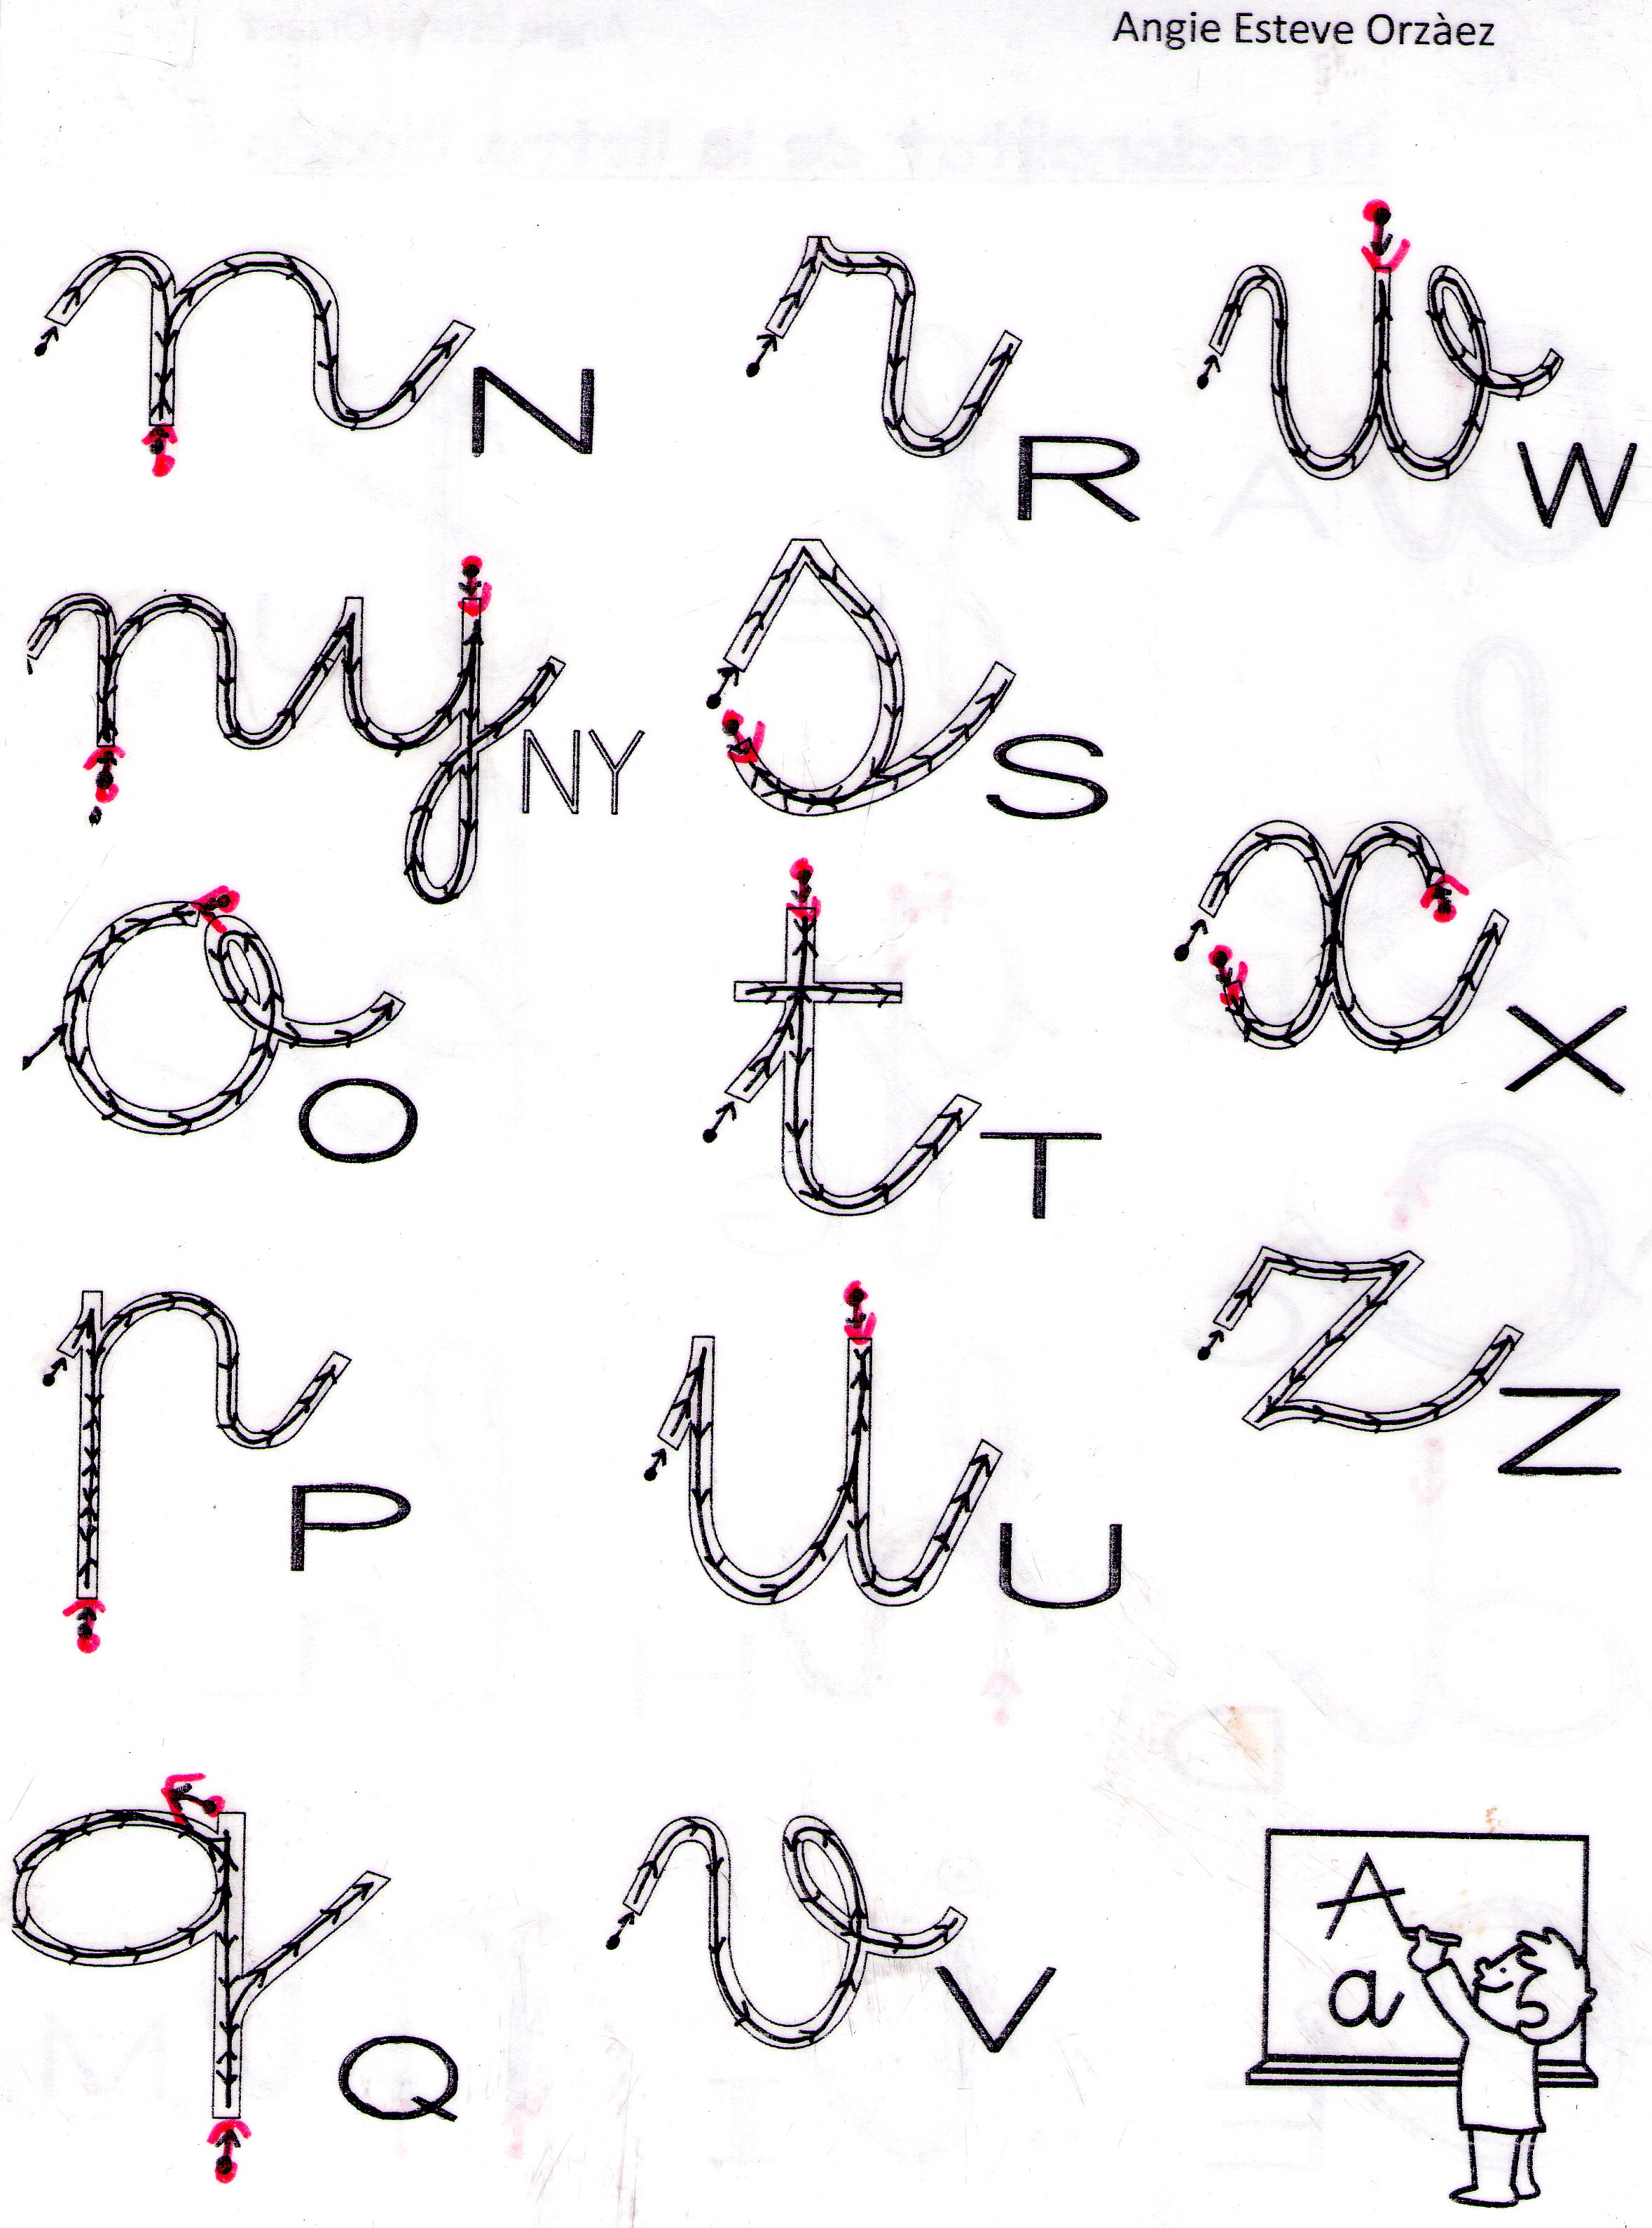 Angie Esteve Orzàez
n N
r R
w W
ny NY
s S
o O
t T
x X
p P
u U
z Z
q Q
v V
A
a